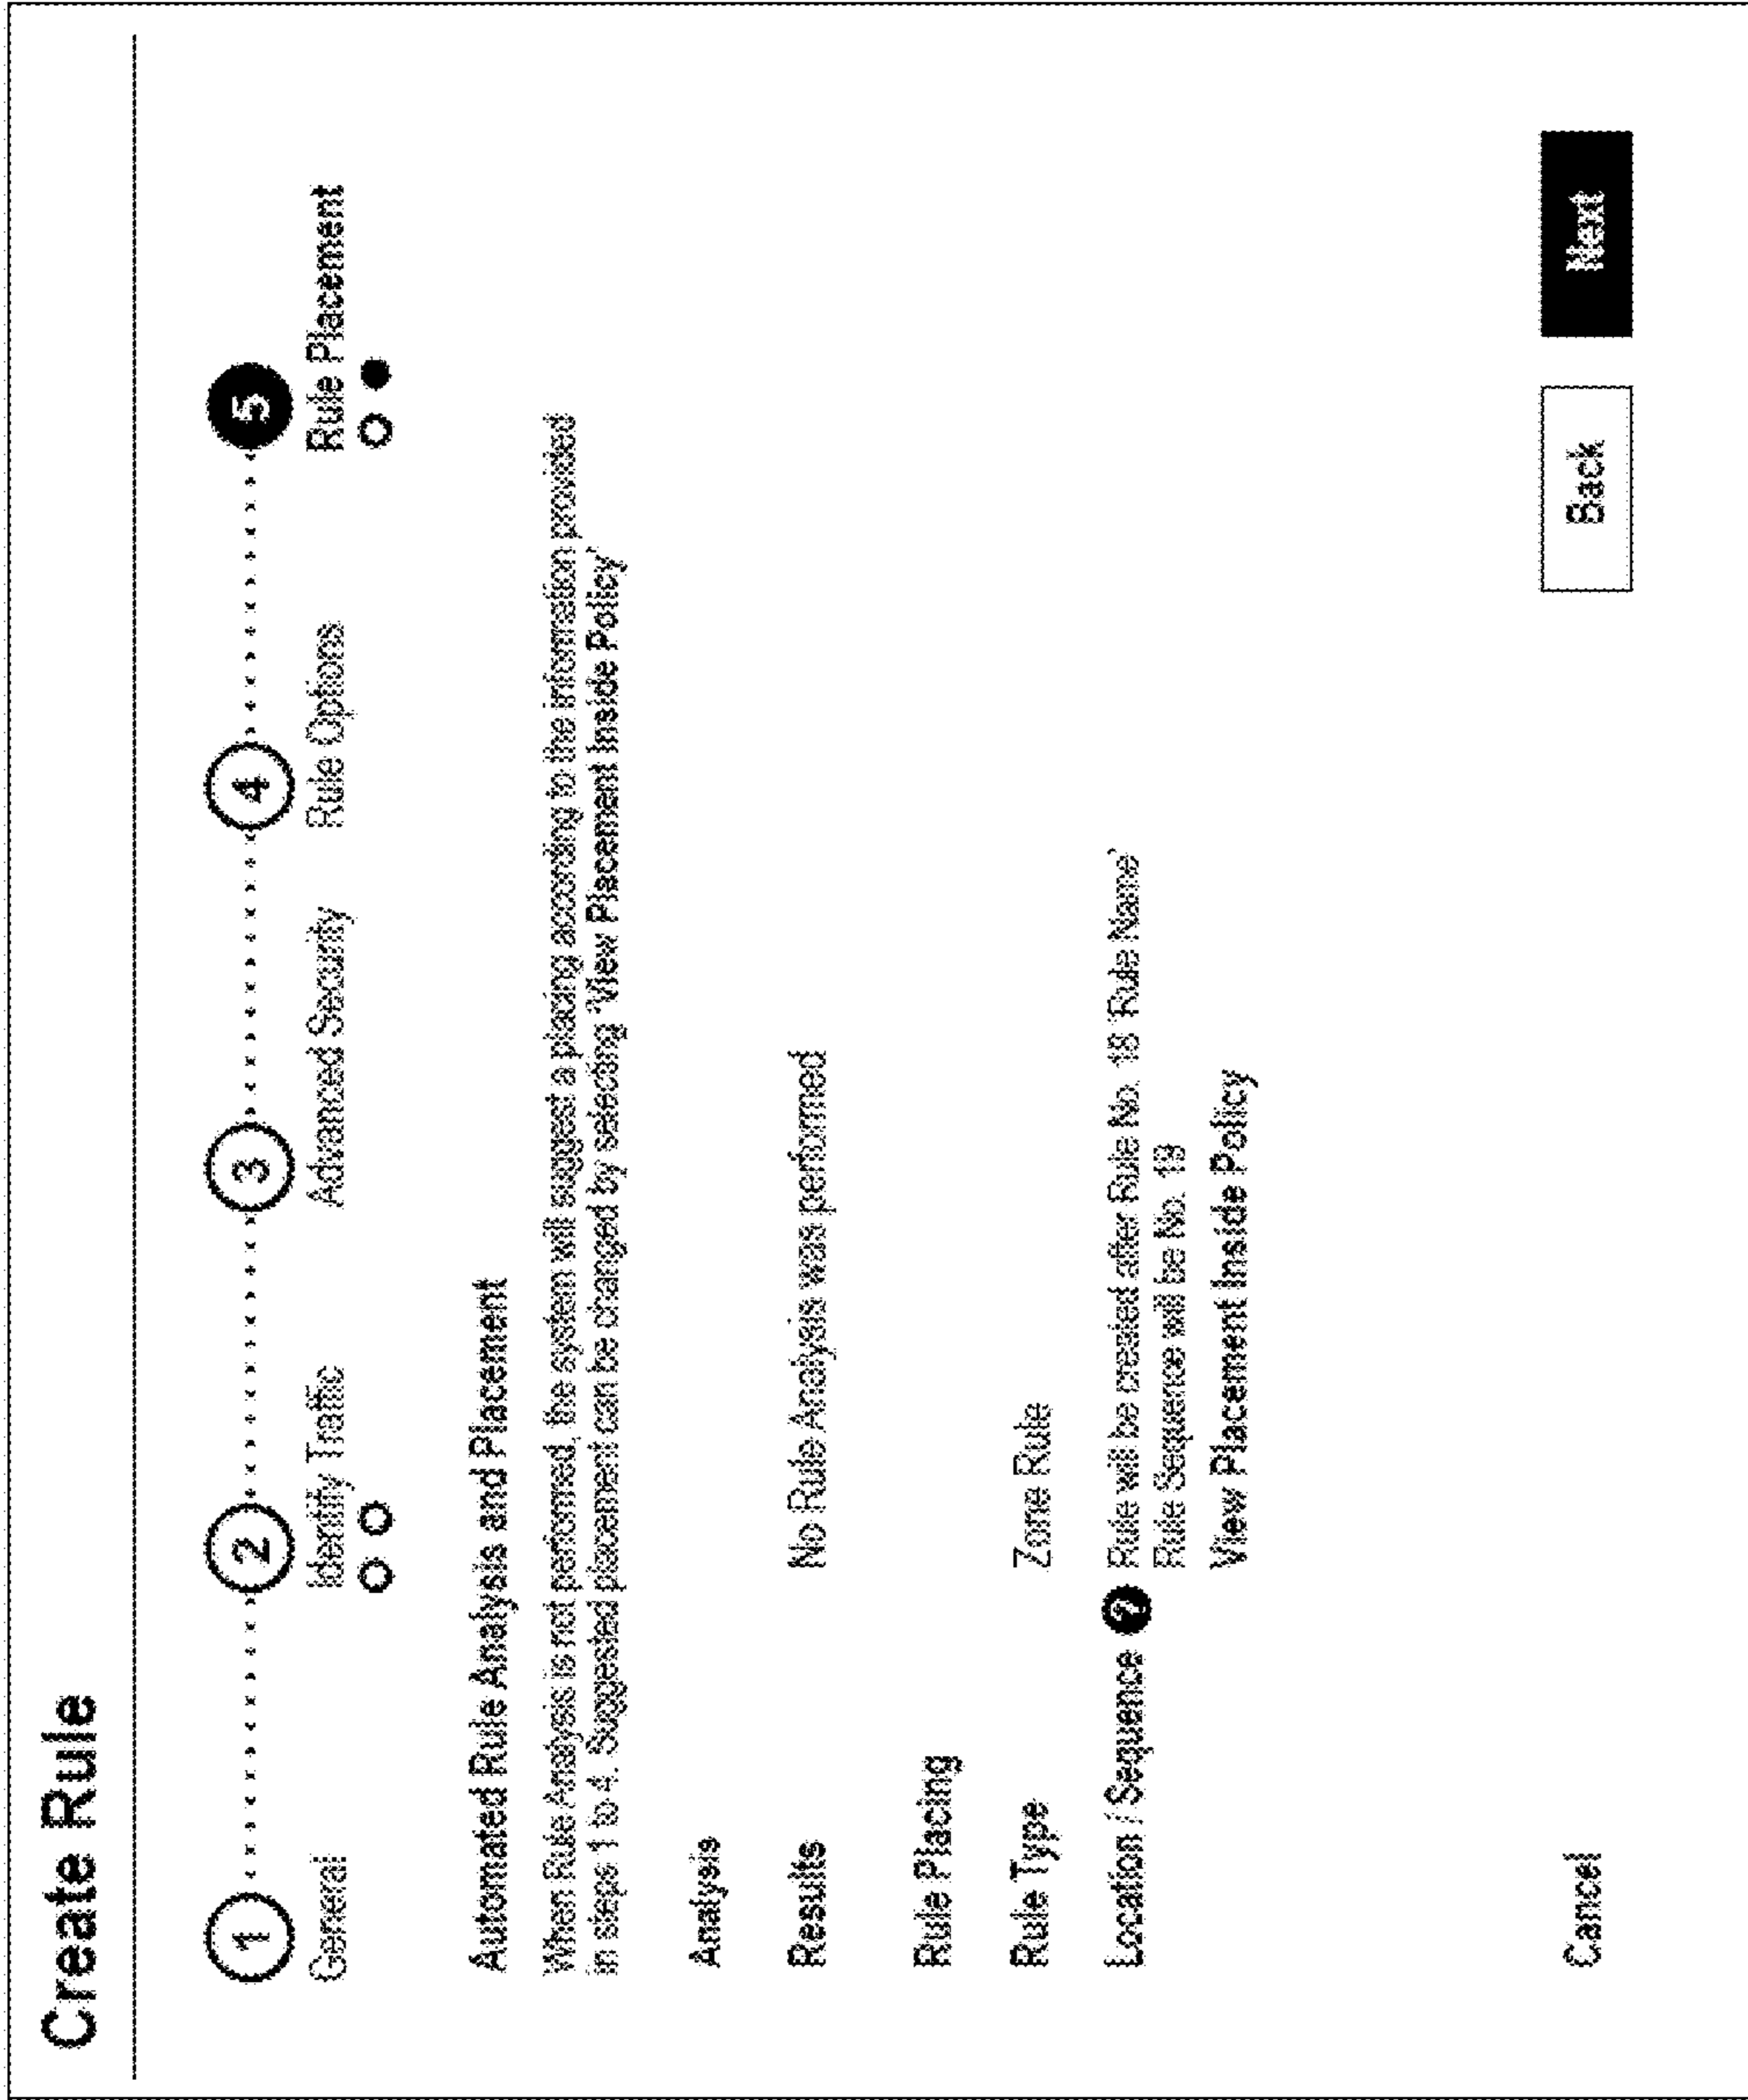 Create Rule
1 2 3 4 5
General Identify Traffic Advanced Security Rule Options Rule Placement
Automated Rule Analysis and Placement
When Rule Analysis is not performed, the system will suggest a placing according to the information provided
in steps 1 to 4. Suggested placement can be changed by selecting 'View Placement Inside Policy'
Analysis
Results No Rule Analysis was performed
Rule Placing
Rule Type Zone Rule
Location / Sequence ? Rule will be created after Rule No. 18 'Rule Name'
Rule Sequence will be No. 19
View Placement Inside Policy
Cancel Back Next